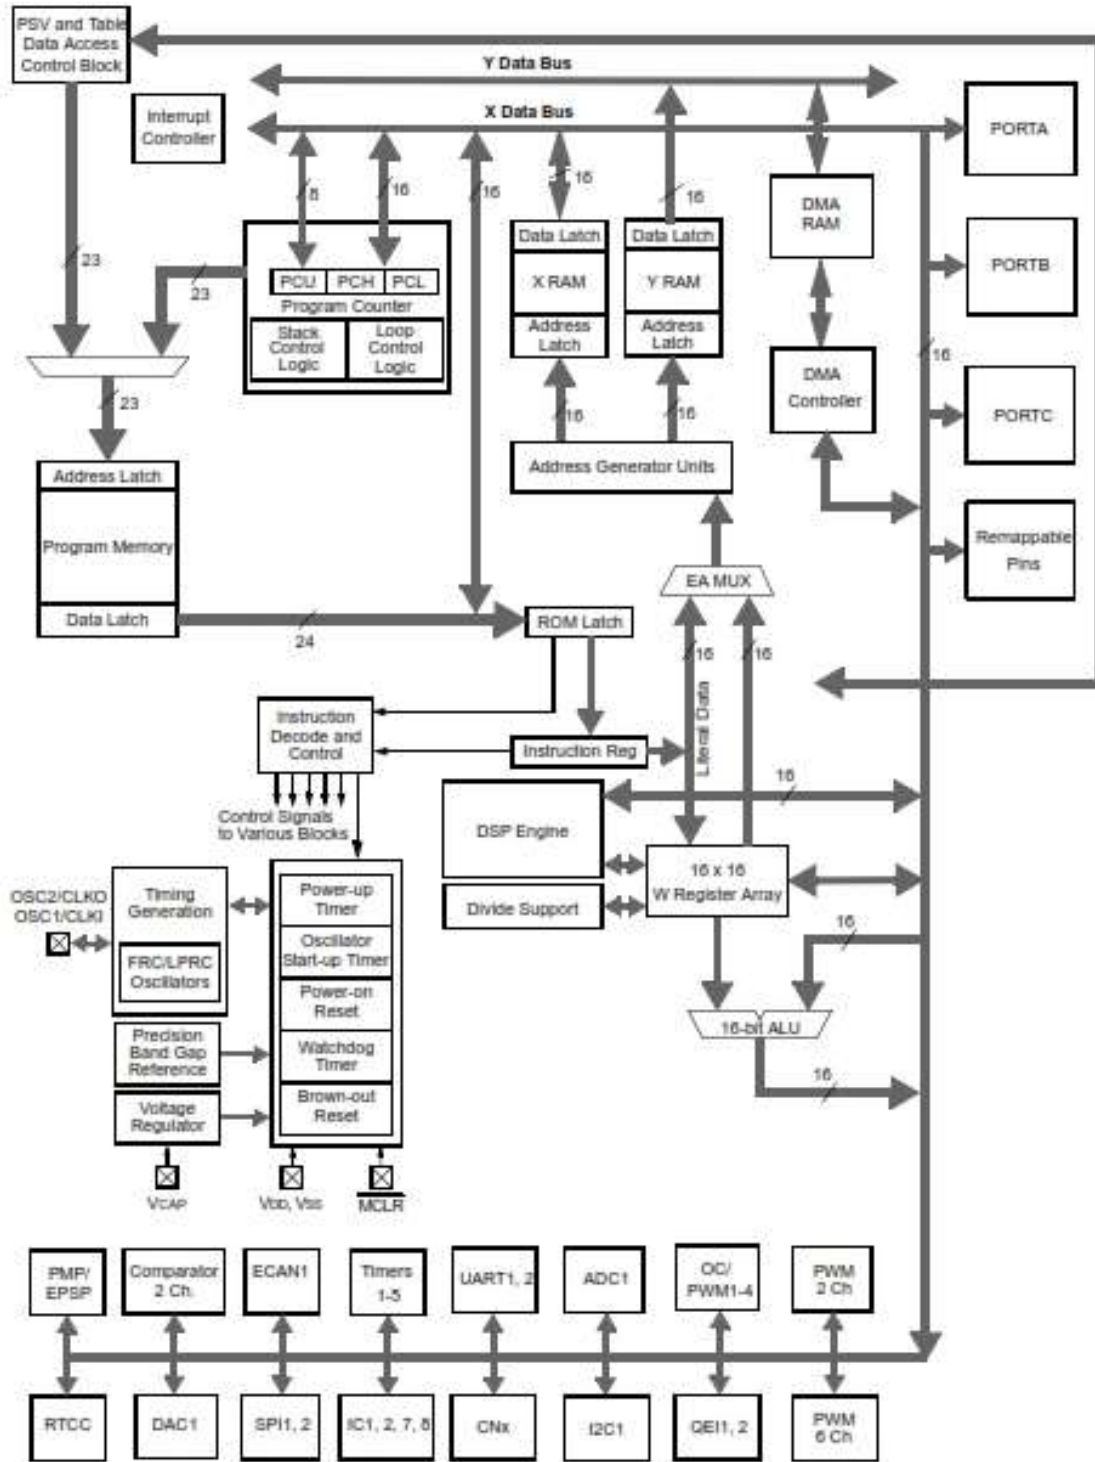 PSV and Table
Data Access
Control Block
Y Data Bus
X Data Bus
Interrupt
Controller
PORTA
8
16
16
16
16
DMA
RAM
Data Latch
Data Latch
23
23
PCU
PCH
PCL
Program Counter
X RAM
Y RAM
PORTB
Stack
Control
Logic
Loop
Control
Logic
Address
Latch
Address
Latch
16
23
DMA
Controller
16
16
PORTC
Address Latch
Address Generator Units
Program Memory
Remappable
Pins
EA MUX
Data Latch
24
ROM Latch
16
16
Literal Data
Instruction
Decode and
Control
Instruction Reg
16
Control Signals
to Various Blocks
DSP Engine
16 x 16
W Register Array
Divide Support
OSC2/CLKO
OSC1/CLKI
Timing
Generation
Power-up
Timer
16
FRC/LPRC
Oscillators
Oscillator
Start-up Timer
Power-on
Reset
16-bit ALU
Precision
Band Gap
Reference
Watchdog
Timer
16
Voltage
Regulator
Brown-out
Reset
VCAP
VDD, VSS
MCLR
PMP/
EPSP
Comparator
2 Ch.
ECAN1
Timers
1-5
UART1, 2
ADC1
OC/
PWM1-4
PWM
2 Ch
RTCC
DAC1
SPI1, 2
IC1, 2, 7, 8
CNx
I2C1
QEI1, 2
PWM
6 Ch